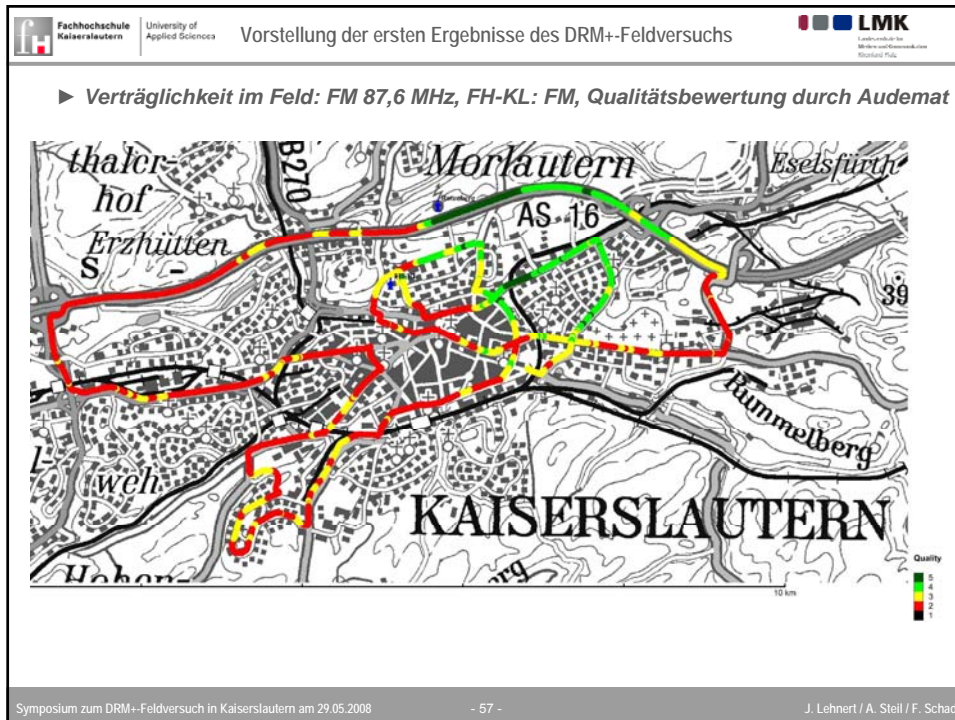 Fachhochschule
Kaiserslautern
University of
Applied Sciences
Vorstellung der ersten Ergebnisse des DRM+-Feldversuchs
LMK
► Verträglichkeit im Feld: FM 87,6 MHz, FH-KL: FM, Qualitätsbewertung durch Audemat
hof
Morlautern
Eselsfürth
B270
AS 16
Erzhütten
S
39
Bummelberg
weh
KAISERSLAUTERN
10 km
Quality
5
4
3
2
1
Symposium zum DRM+-Feldversuch in Kaiserslautern am 29.05.2008
- 57 -
J. Lehnert / A. Steil / F. Schad